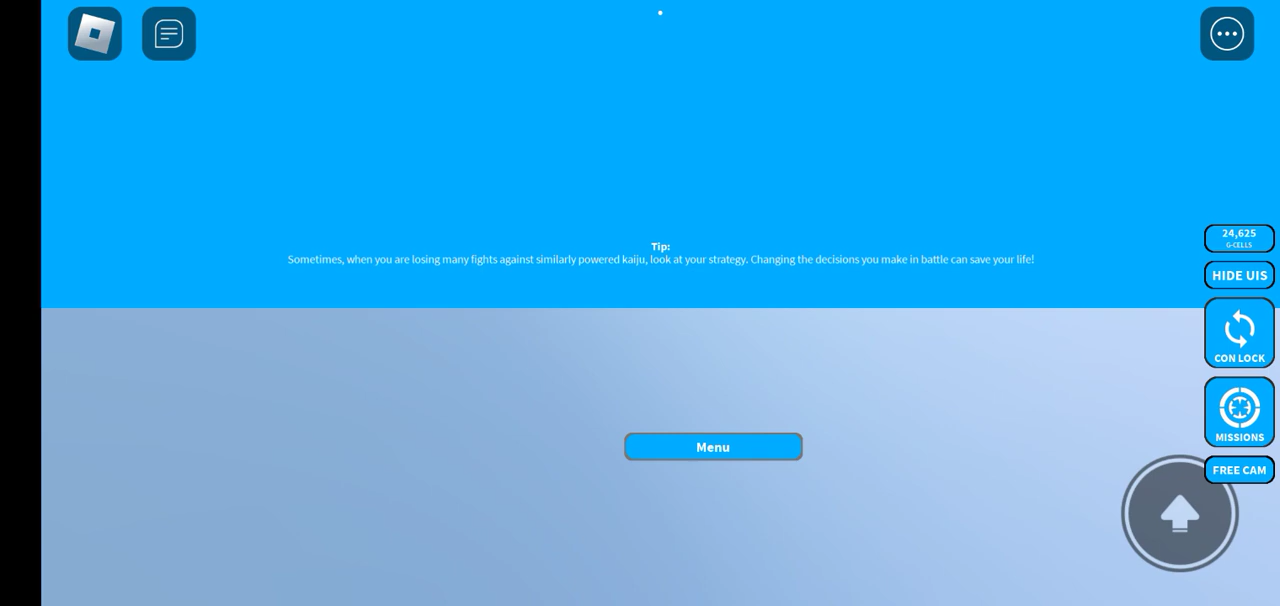 Tip:
Sometimes, when you are losing many fights against similarly powered kaiju, look at your strategy. Changing the decisions you make in battle can save your life!
24,625
G-CELLS
HIDE UIS
CON LOCK
MISSIONS
Menu
FREE CAM